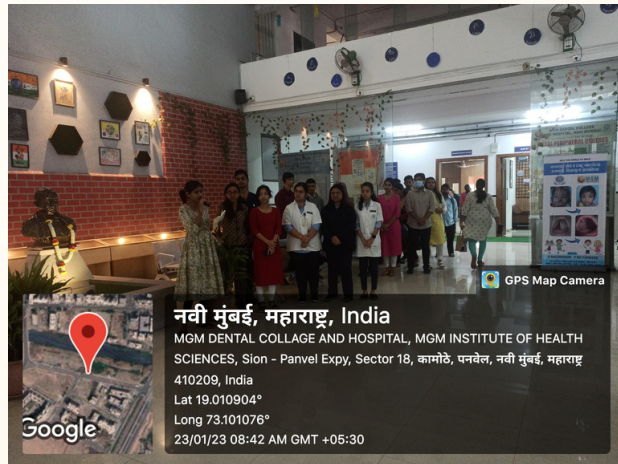 GPS Map Camera
नवी मुंबई, महाराष्ट्र, India
MGM DENTAL COLLAGE AND HOSPITAL, MGM INSTITUTE OF HEALTH
SCIENCES, Sion - Panvel Expy, Sector 18, कामोठे, पनवेल, नवी मुंबई, महाराष्ट्र
410209, India
Lat 19.010904°
Long 73.101076°
23/01/23 08:42 AM GMT +05:30
Google